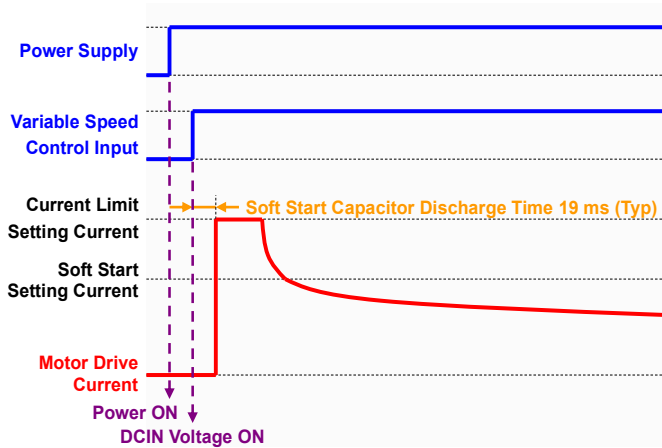 Power Supply
Variable Speed
Control Input
Current Limit
Setting Current
Soft Start Capacitor Discharge Time 19 ms (Typ)
Soft Start
Setting Current
Motor Drive
Current
Power ON
DCIN Voltage ON